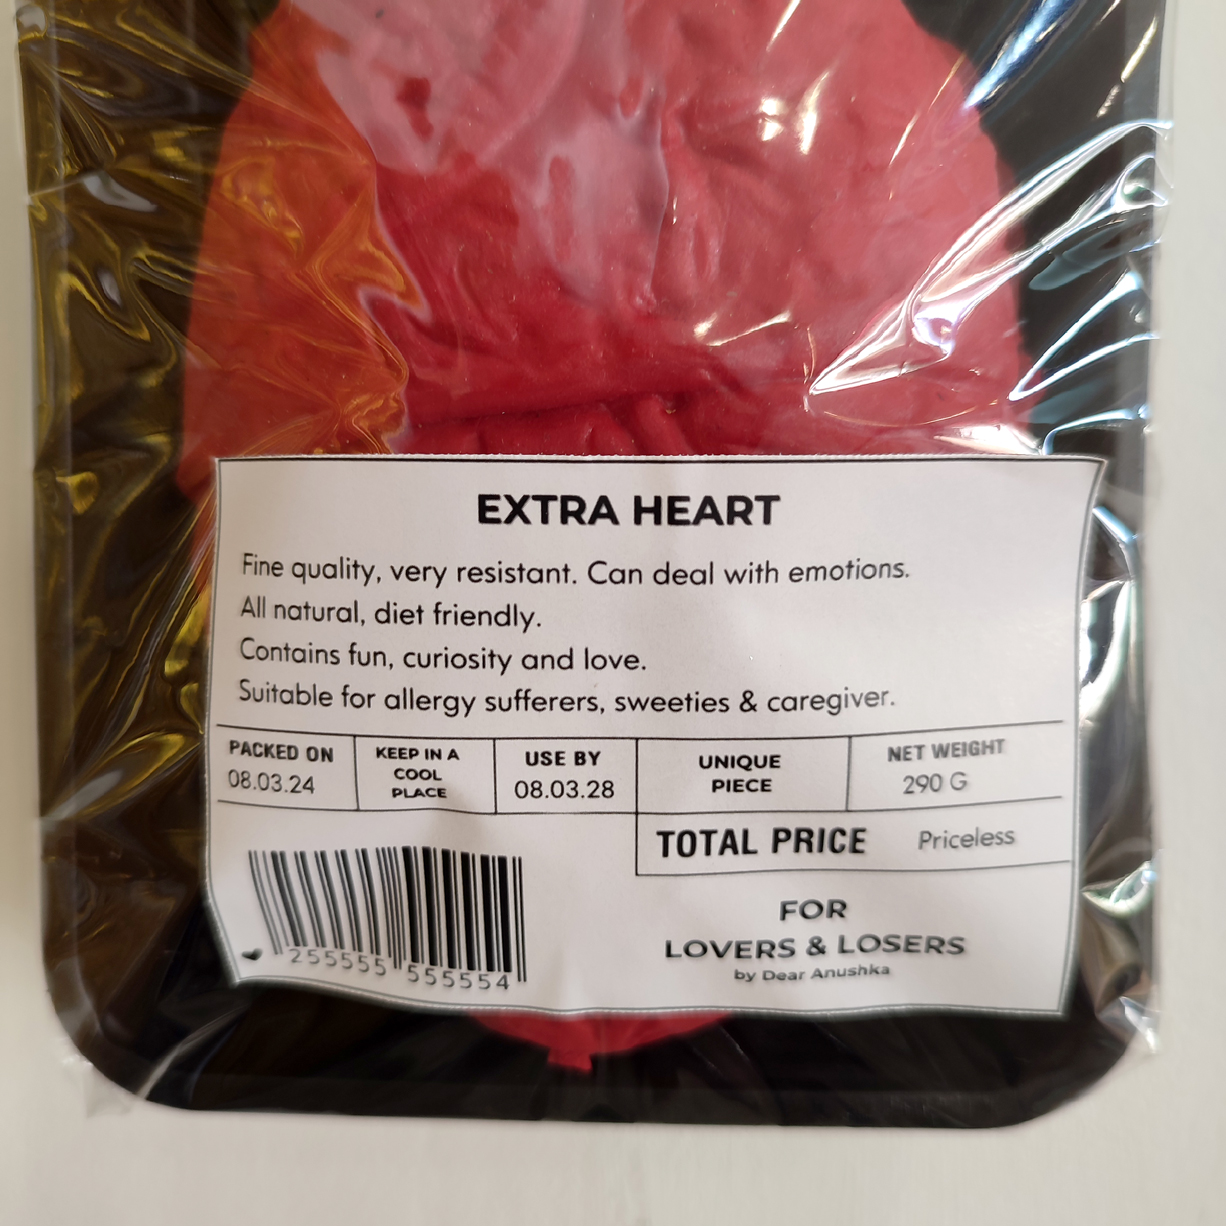 EXTRA HEART
Fine quality, very resistant. Can deal with emotions.
All natural, diet friendly.
Contains fun, curiosity and love.
Suitable for allergy sufferers, sweeties & caregiver.
PACKED ON
08.03.24
KEEP IN A
COOL
PLACE
USE BY
08.03.28
UNIQUE
PIECE
NET WEIGHT
290 G
TOTAL PRICE Priceless
255555 555554
FOR
LOVERS & LOSERS
by Dear Anushka